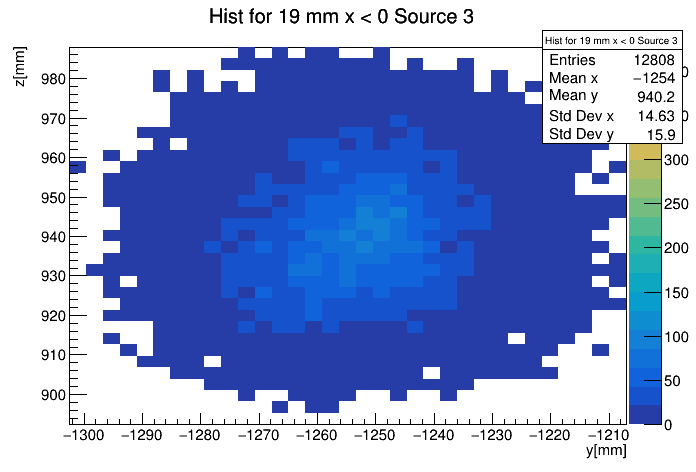 Hist for 19 mm x < 0 Source 3
Hist for 19 mm x < 0 Source 3
Entries 12808
Mean x −1254
Mean y 940.2
Std Dev x 14.63
Std Dev y 15.9
z[mm]
980
970
960
950
940
930
920
910
900
−1300 −1290 −1280 −1270 −1260 −1250 −1240 −1230 −1220 −1210
y[mm]
300
250
200
150
100
50
0